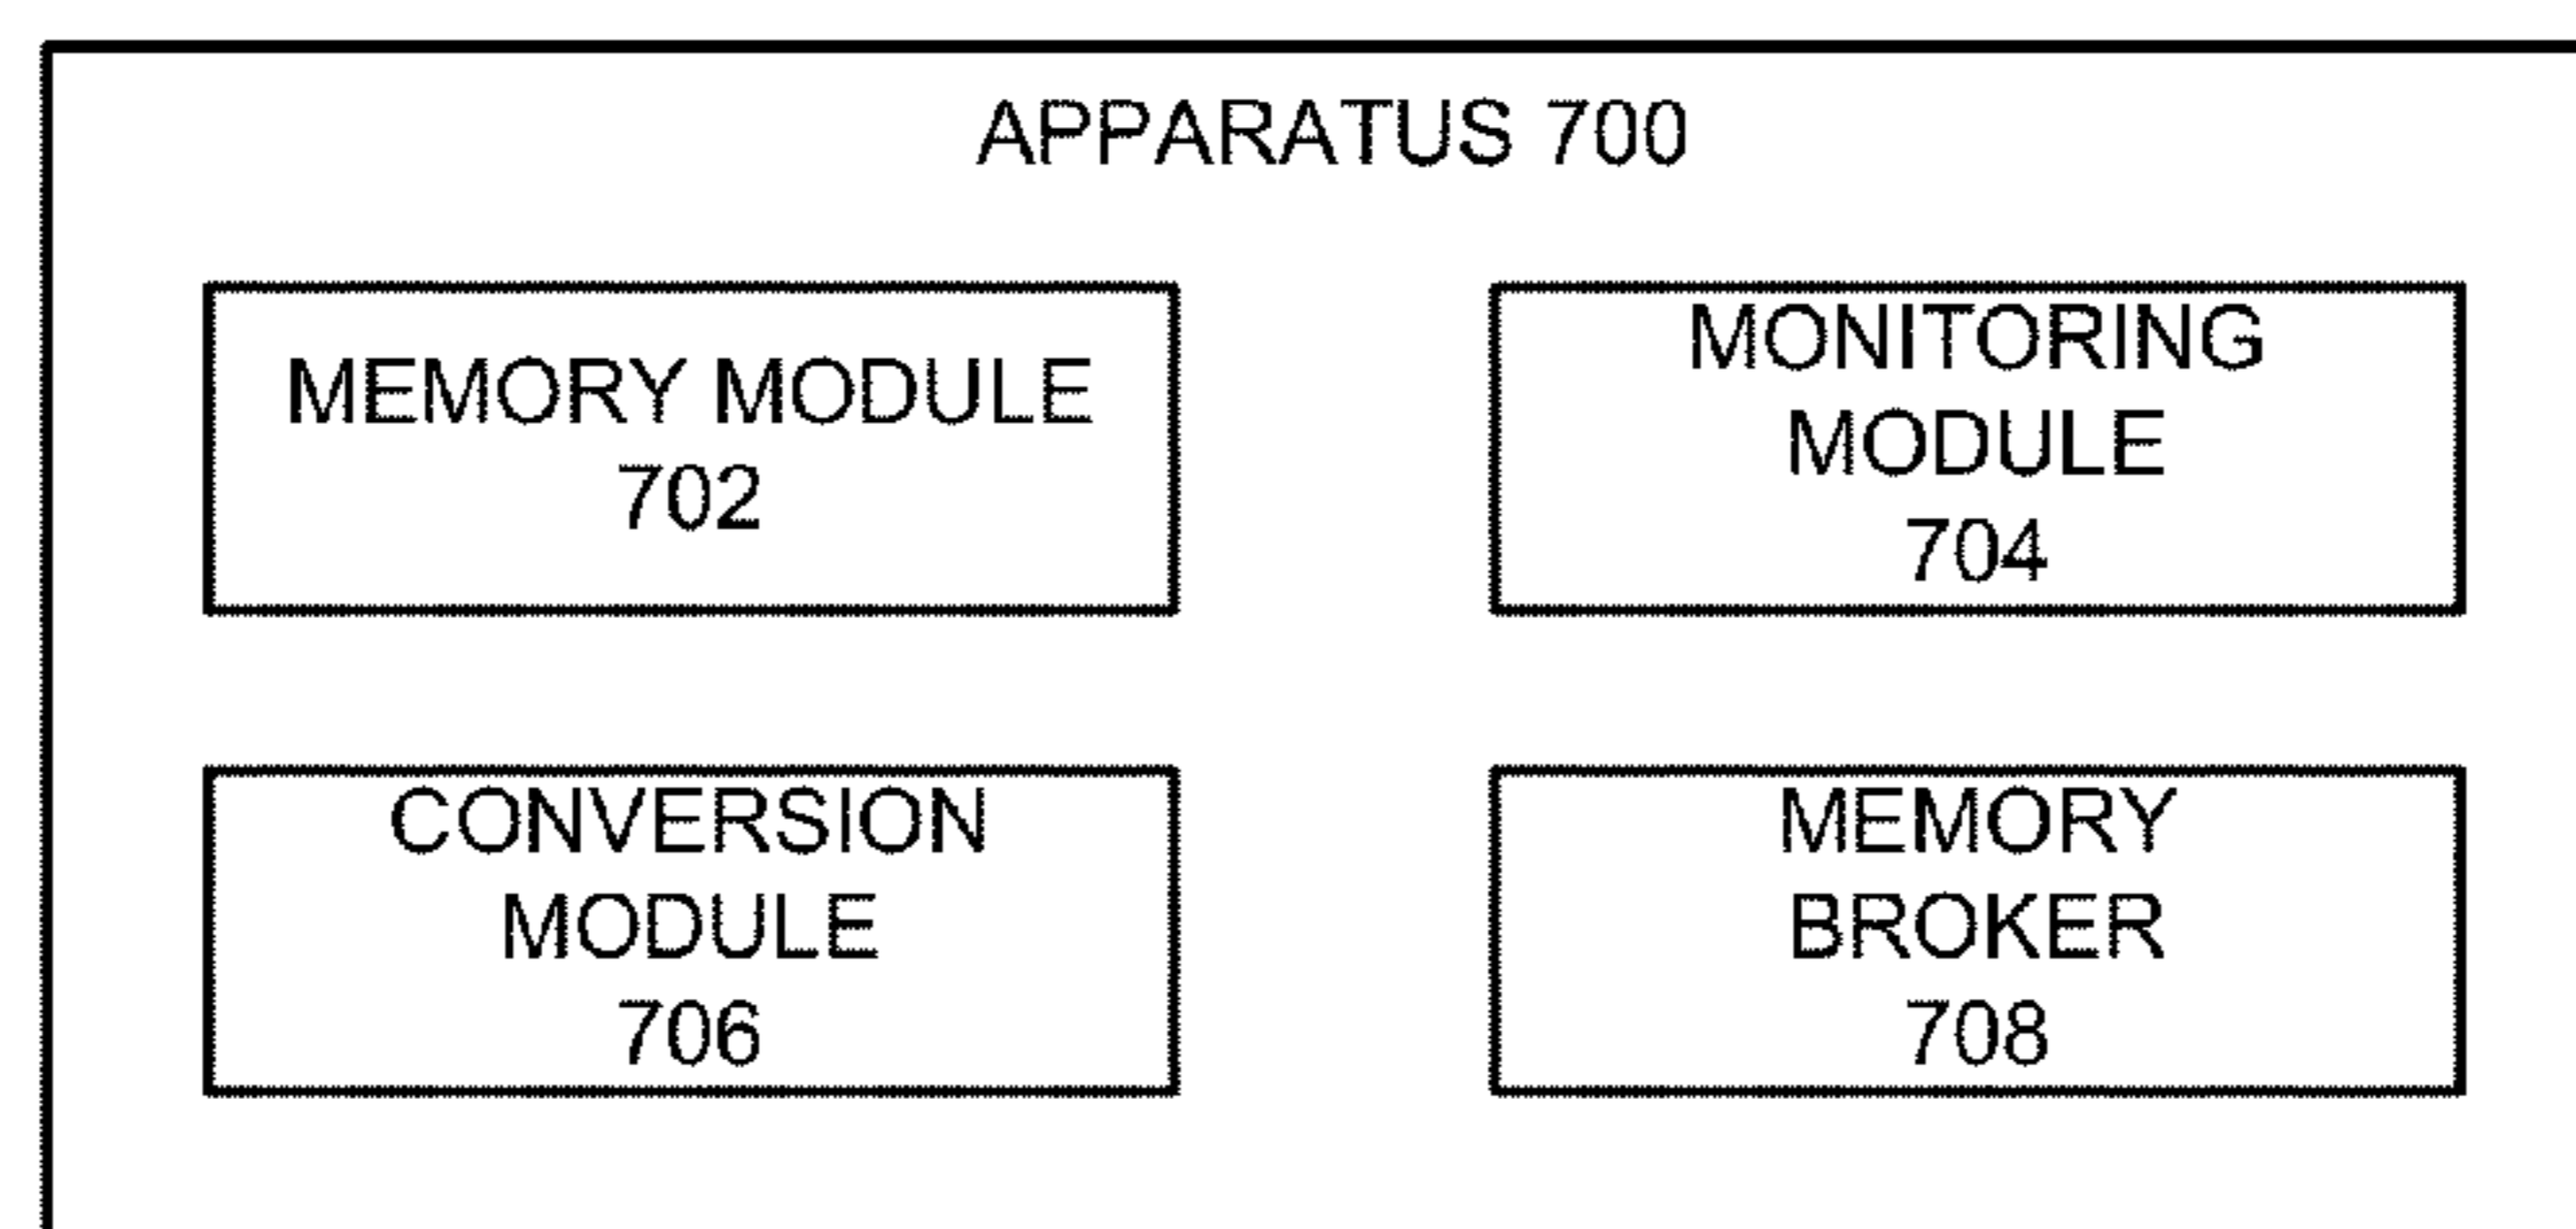 APPARATUS 700
MEMORY MODULE
702
MONITORING
MODULE
704
CONVERSION
MODULE
706
MEMORY
BROKER
708